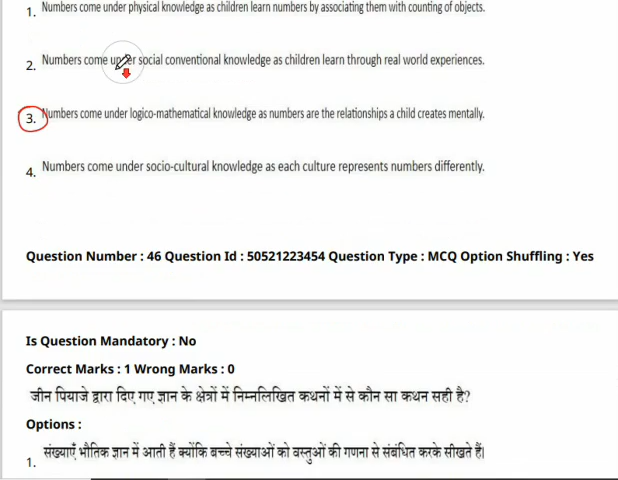 1. Numbers come under physical knowledge as children learn numbers by associating them with counting of objects.
2. Numbers come under social conventional knowledge as children learn through real world experiences.
3. Numbers come under logico-mathematical knowledge as numbers are the relationships a child creates mentally.
4. Numbers come under socio-cultural knowledge as each culture represents numbers differently.
Question Number : 46 Question Id : 50521223454 Question Type : MCQ Option Shuffling : Yes
Is Question Mandatory : No
Correct Marks : 1 Wrong Marks : 0
जीन पियाजे द्वारा दिए गए ज्ञान के क्षेत्रों में निम्नलिखित कथनों में से कौन सा कथन सही है?
Options :
1. संख्याएँ भौतिक ज्ञान में आती हैं क्योंकि बच्चे संख्याओं को वस्तुओं की गणना से संबंधित करके सीखते हैं।